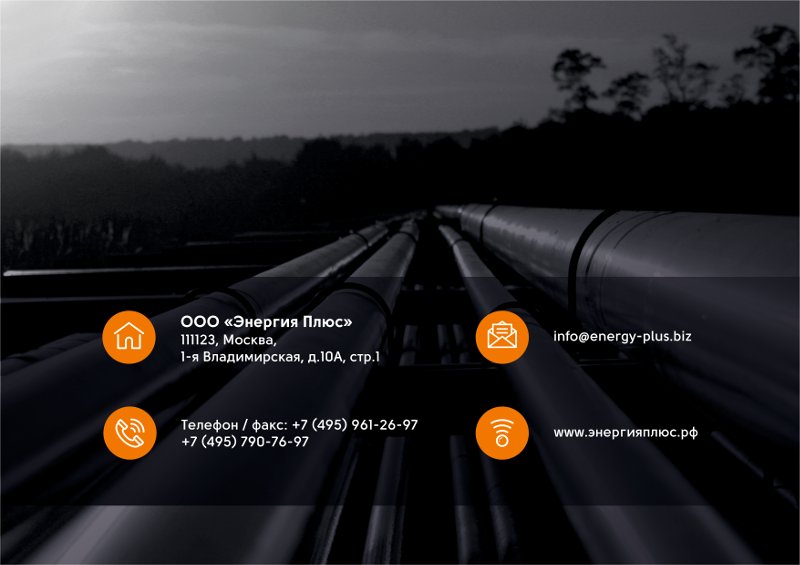 ООО «Энергия Плюс»
111123, Москва,
1-я Владимирская, д.10А, стр.1
info@energy-plus.biz
Телефон / факс: +7 (495) 961-26-97
+7 (495) 790-76-97
www.энергияплюс.рф